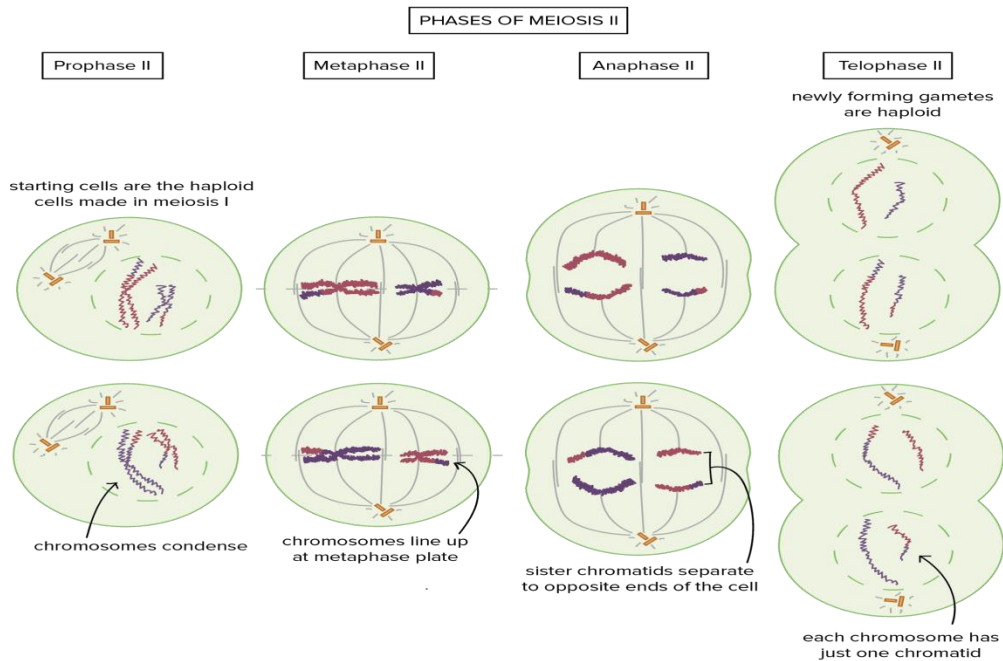 PHASES OF MEIOSIS II
Prophase II
Metaphase II
Anaphase II
Telophase II
newly forming gametes
are haploid
starting cells are the haploid
cells made in meiosis I
chromosomes condense
chromosomes line up
at metaphase plate
sister chromatids separate
to opposite ends of the cell
each chromosome has
just one chromatid